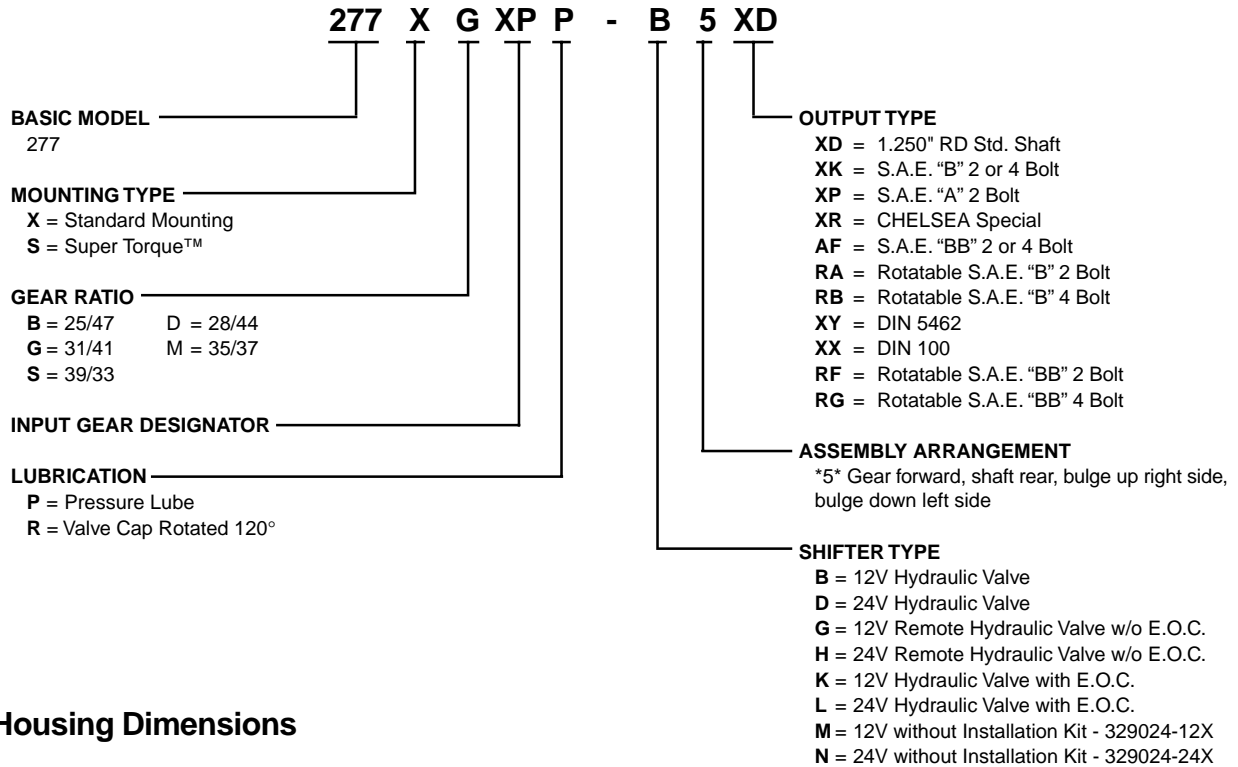 277 X G XP P - B 5 XD
BASIC MODEL
277
MOUNTING TYPE
X = Standard Mounting
S = Super Torque™
GEAR RATIO
B = 25/47 D = 28/44
G = 31/41 M = 35/37
S = 39/33
INPUT GEAR DESIGNATOR
LUBRICATION
P = Pressure Lube
R = Valve Cap Rotated 120°
OUTPUT TYPE
XD = 1.250" RD Std. Shaft
XK = S.A.E. “B” 2 or 4 Bolt
XP = S.A.E. “A” 2 Bolt
XR = CHELSEA Special
AF = S.A.E. “BB” 2 or 4 Bolt
RA = Rotatable S.A.E. “B” 2 Bolt
RB = Rotatable S.A.E. “B” 4 Bolt
XY = DIN 5462
XX = DIN 100
RF = Rotatable S.A.E. “BB” 2 Bolt
RG = Rotatable S.A.E. “BB” 4 Bolt
ASSEMBLY ARRANGEMENT
*5* Gear forward, shaft rear, bulge up right side,
bulge down left side
SHIFTER TYPE
B = 12V Hydraulic Valve
D = 24V Hydraulic Valve
G = 12V Remote Hydraulic Valve w/o E.O.C.
H = 24V Remote Hydraulic Valve w/o E.O.C.
K = 12V Hydraulic Valve with E.O.C.
L = 24V Hydraulic Valve with E.O.C.
M = 12V without Installation Kit - 329024-12X
N = 24V without Installation Kit - 329024-24X
Housing Dimensions